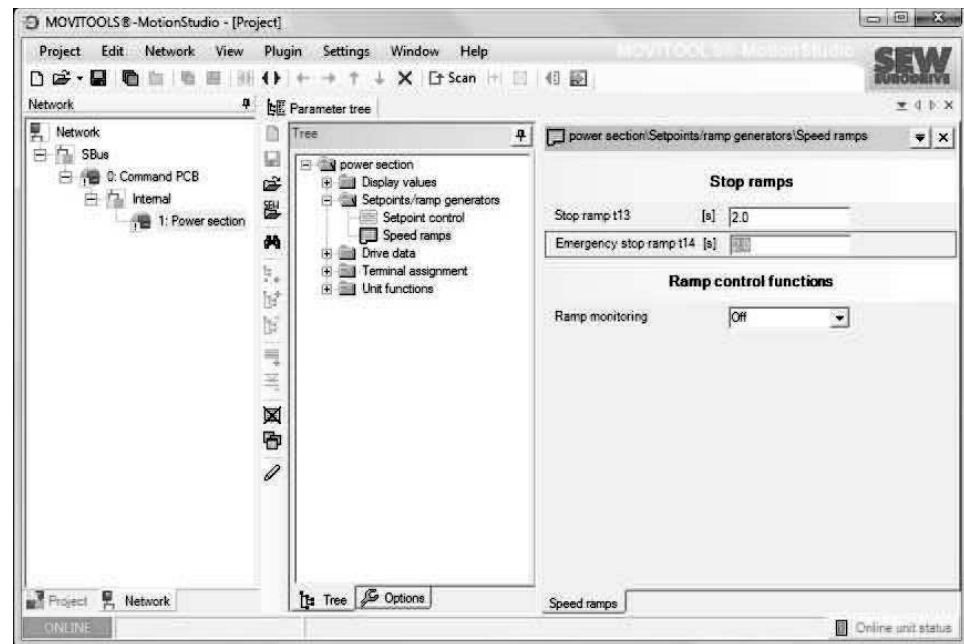 MOVITOOLS®-MotionStudio - [Project]
Project Edit Network View Plugin Settings Window Help
SEW
EURODRIVE
Scan
Network
Parameter tree
Network
SBus
0: Command PCB
Internal
1: Power section
Tree
power section
Display values
Setpoints/ramp generators
Setpoint control
Speed ramps
Drive data
Terminal assignment
Unit functions
power section\Setpoints/ramp generators\Speed ramps
Stop ramps
Stop ramp t13 [s] 2.0
Emergency stop ramp t14 [s]
Ramp control functions
Ramp monitoring Off
Project Network
Tree Options
Speed ramps
ONLINE
Online unit status